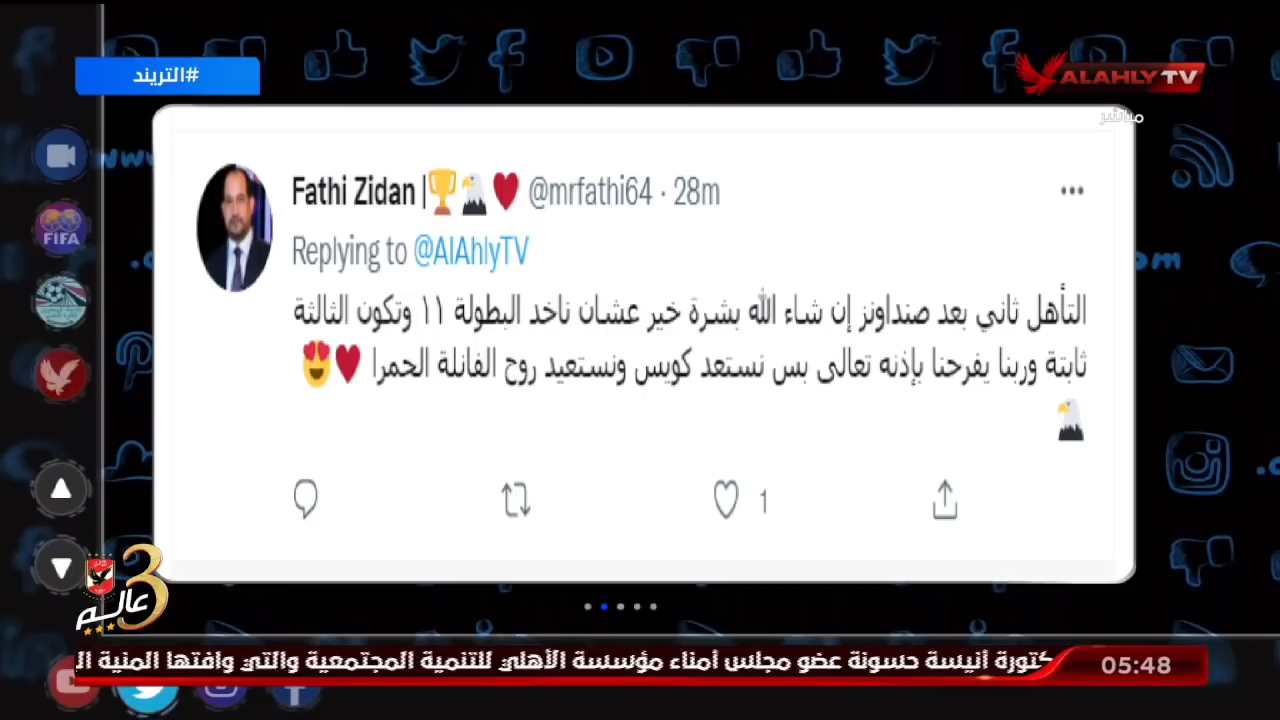 #التريند
ALAHLY TV
مباشر
Fathi Zidan |🏆🦅♥ @mrfathi64 · 28m
Replying to @AlAhlyTV
التأهل ثاني بعد صنداونز إن شاء الله بشرة خير عشان ناخد البطولة ١١ وتكون الثالثة
ثابتة وربنا يفرحنا بإذنه تعالى بس نستعد كويس ونستعيد روح الفانلة الحمرا ♥😍
🦅
1
FIFA
3
عالم
كتورة أنيسة حسونة عضو مجلس أمناء مؤسسة الأهلي للتنمية المجتمعية والتي وافتها المنية ال
05:48